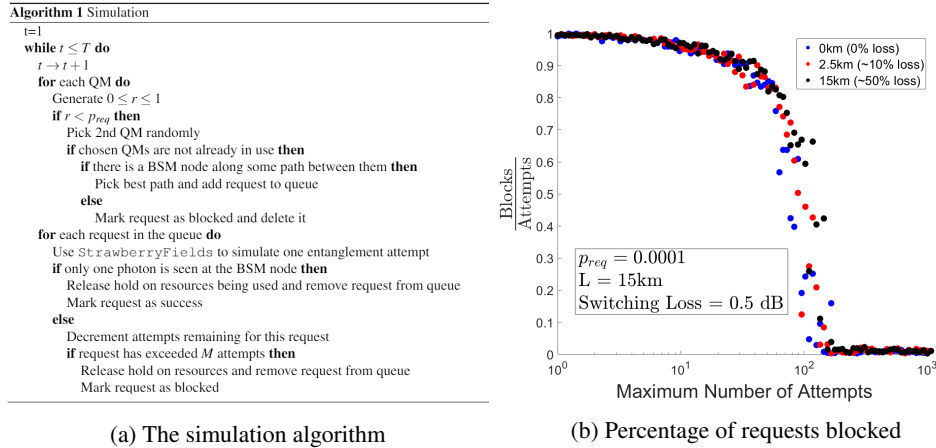 Algorithm 1 Simulation
t=1
while t ≤ T do
t → t + 1
for each QM do
Generate 0 ≤ r ≤ 1
if r < p_req then
Pick 2nd QM randomly
if chosen QMs are not already in use then
if there is a BSM node along some path between them then
Pick best path and add request to queue
else
Mark request as blocked and delete it
for each request in the queue do
Use StrawberryFields to simulate one entanglement attempt
if only one photon is seen at the BSM node then
Release hold on resources being used and remove request from queue
Mark request as success
else
Decrement attempts remaining for this request
if request has exceeded M attempts then
Release hold on resources and remove request from queue
Mark request as blocked
(a) The simulation algorithm
Blocks
Attempts
1
0.9
0.8
0.7
0.6
0.5
0.4
0.3
0.2
0.1
0
0km (0% loss)
2.5km (~10% loss)
15km (~50% loss)
p_req = 0.0001
L = 15km
Switching Loss = 0.5 dB
10^0
10^1
10^2
10^3
Maximum Number of Attempts
(b) Percentage of requests blocked